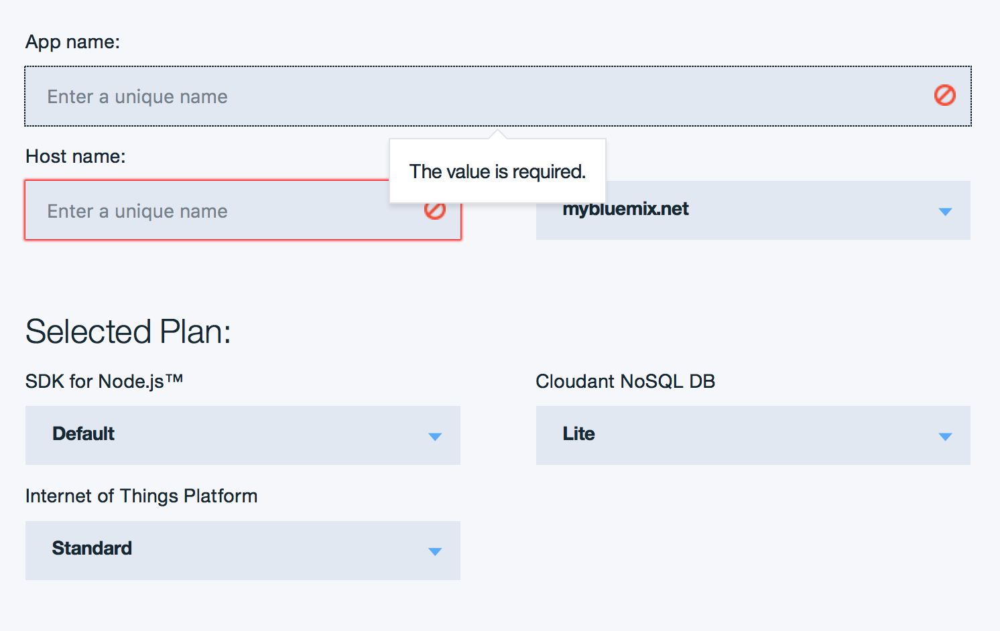 App name:
Enter a unique name
Host name:
The value is required.
Enter a unique name
mybluemix.net
Selected Plan:
SDK for Node.js™
Cloudant NoSQL DB
Default
Lite
Internet of Things Platform
Standard